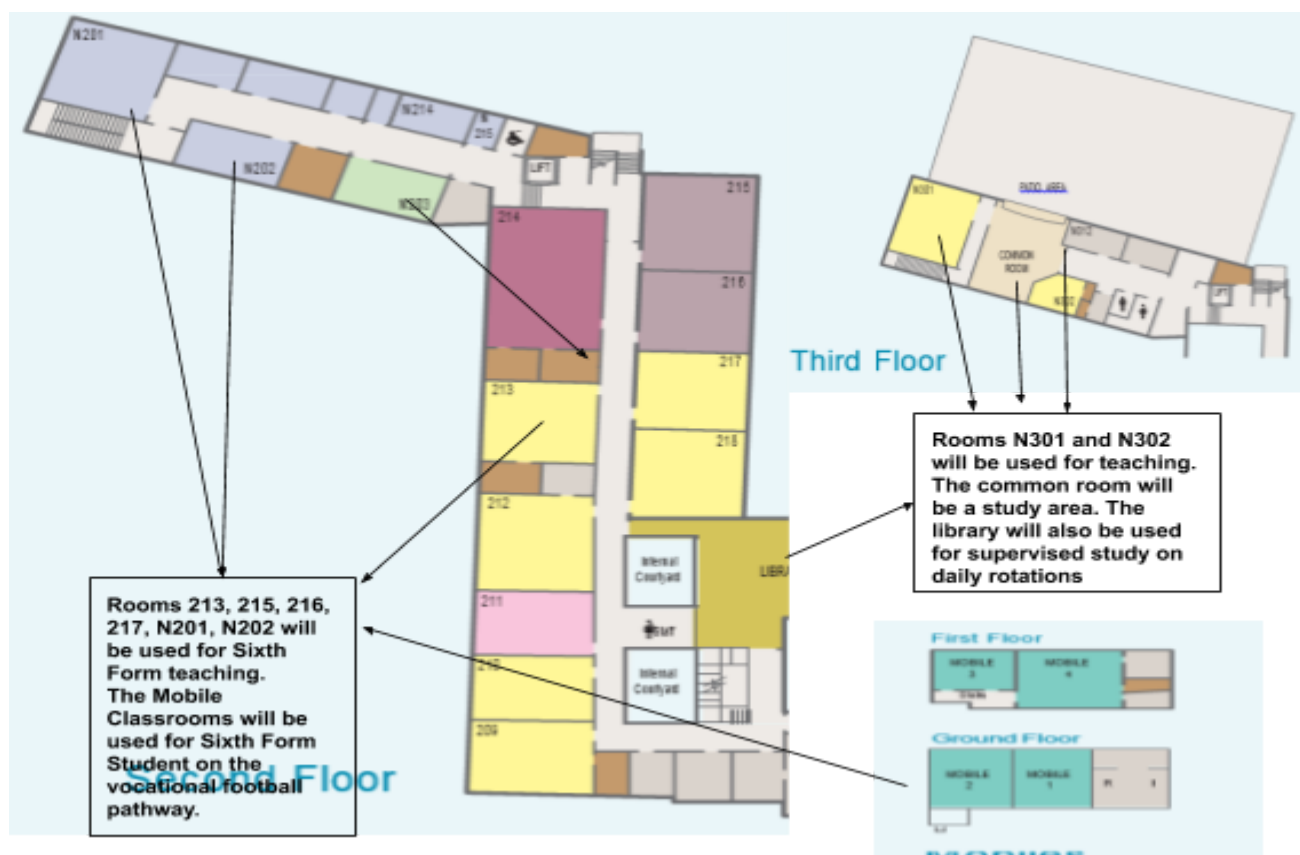 N201
N214
N
215
N202
N203
LIFT
214
215
216
217
213
218
212
Internal
Courtyard
211
Internal
Courtyard
210
209
Second Floor
Rooms 213, 215, 216,
217, N201, N202 will
be used for Sixth
Form teaching.
The Mobile
Classrooms will be
used for Sixth Form
Student on the
vocational football
pathway.
PATIO AREA
N301
N312
COMMON
ROOM
N302
LIFT
Third Floor
Rooms N301 and N302
will be used for teaching.
The common room will
be a study area. The
library will also be used
for supervised study on
daily rotations
First Floor
MOBILE
3
MOBILE
4
Ground Floor
MOBILE
2
MOBILE
1